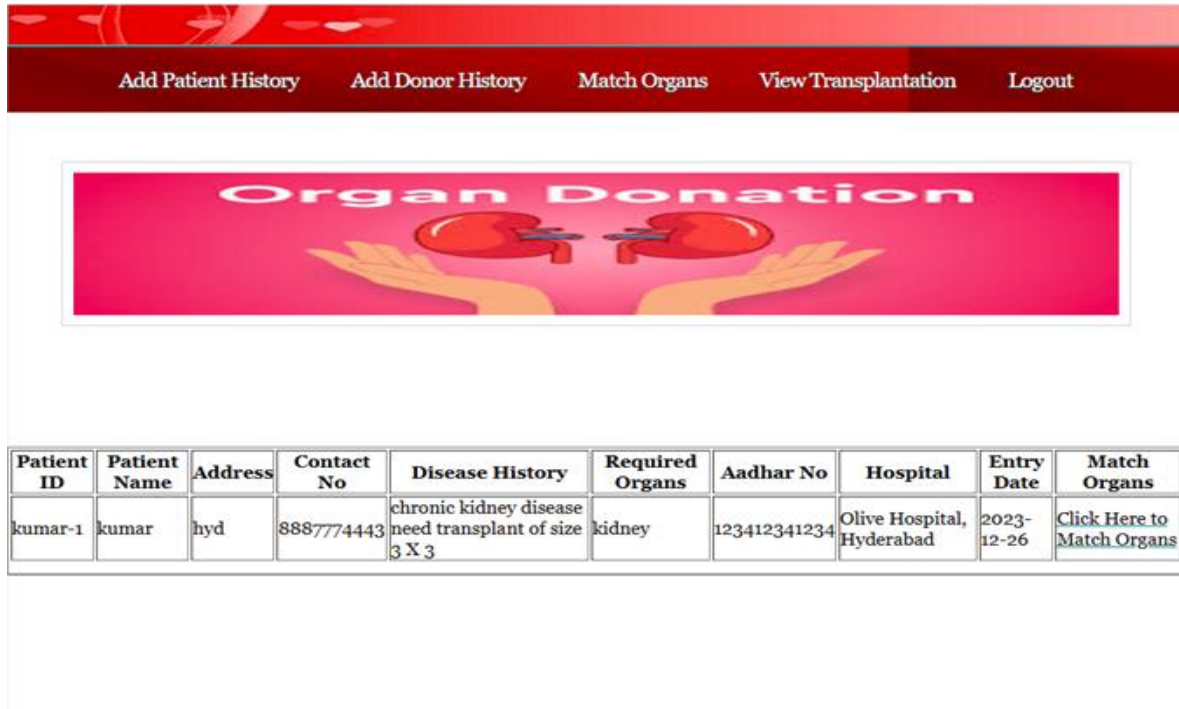 Add Patient History Add Donor History Match Organs View Transplantation Logout
Organ Donation
Patient ID Patient Name Address Contact No Disease History Required Organs Aadhar No Hospital Entry Date Match Organs
kumar-1 kumar hyd 8887774443 chronic kidney disease need transplant of size 3 X 3 kidney 123412341234 Olive Hospital, Hyderabad 2023-12-26 Click Here to Match Organs